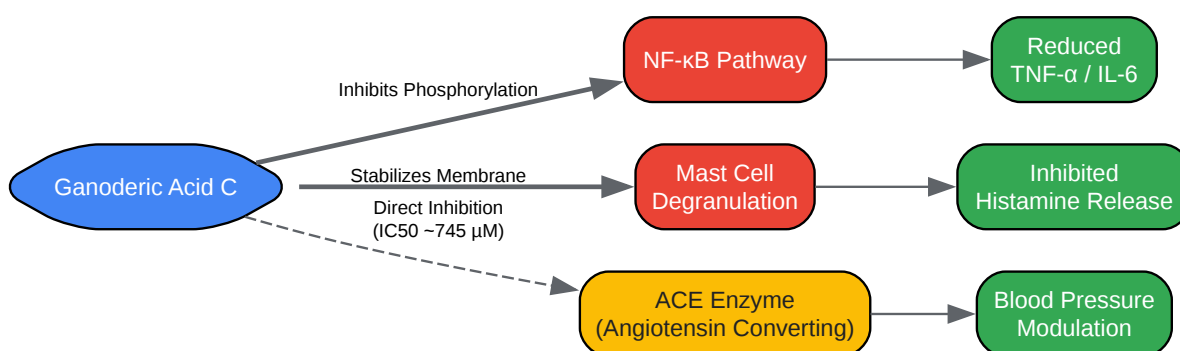 NF-κB Pathway
Reduced
TNF-α / IL-6
Inhibits Phosphorylation
Ganoderic Acid C
Stabilizes Membrane
Mast Cell
Degranulation
Inhibited
Histamine Release
Direct Inhibition
(IC50 ~745 µM)
ACE Enzyme
(Angiotensin Converting)
Blood Pressure
Modulation